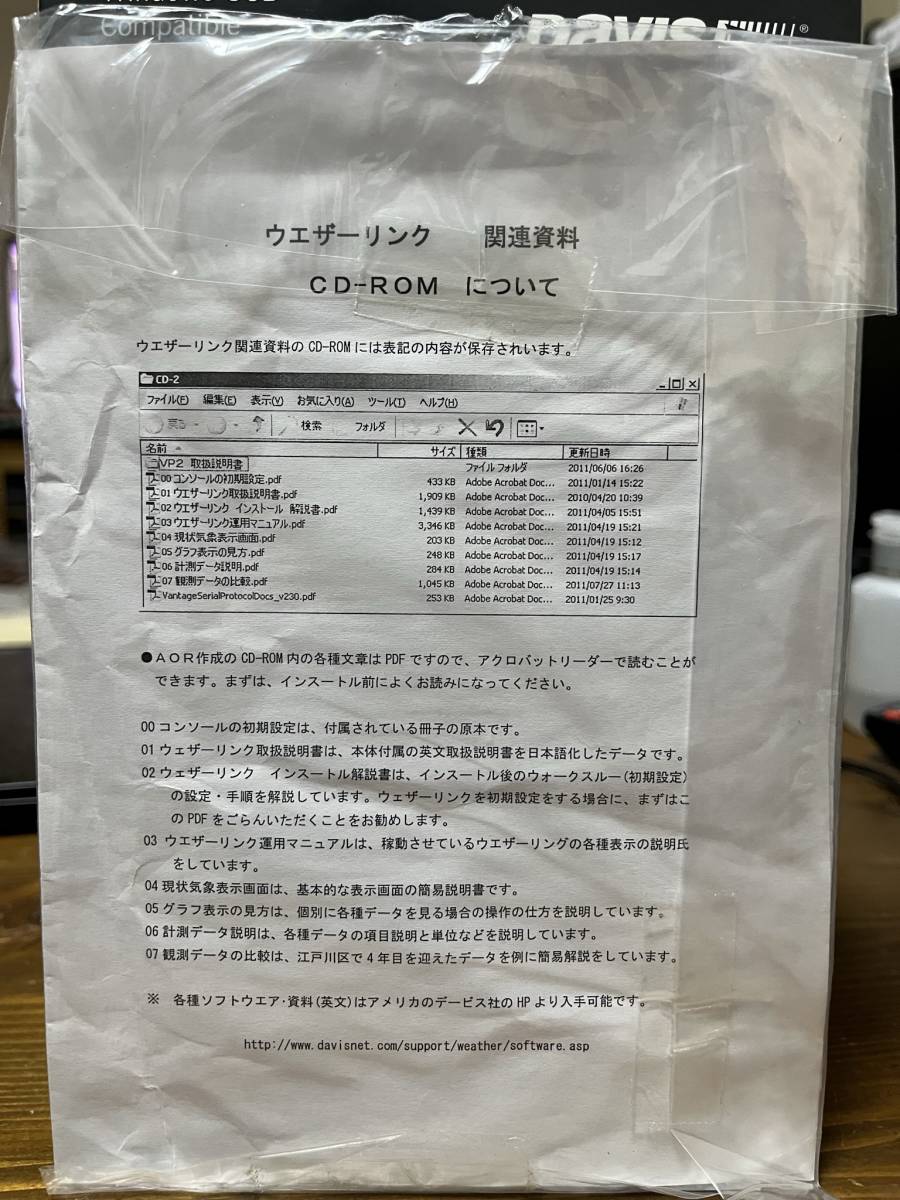 Compatible
DAVIS
®
ウエザーリンク 関連資料
CD-ROM について
ウエザーリンク関連資料の CD-ROM には表記の内容が保存されいます。
CD-2
ファイル(F) 編集(E) 表示(V) お気に入り(A) ツール(T) ヘルプ(H)
戻る 検索 フォルダ
名前 サイズ 種類 更新日時
VP2 取扱説明書 ファイル フォルダ 2011/06/06 16:26
00 コンソールの初期設定.pdf 433 KB Adobe Acrobat Doc... 2011/01/14 15:22
01 ウエザーリンク取扱説明書.pdf 1,909 KB Adobe Acrobat Doc... 2010/04/20 10:39
02 ウエザーリンク インストール 解説書.pdf 1,439 KB Adobe Acrobat Doc... 2011/04/05 15:51
03 ウエザーリンク運用マニュアル.pdf 3,346 KB Adobe Acrobat Doc... 2011/04/19 15:21
04 現状気象表示画面.pdf 203 KB Adobe Acrobat Doc... 2011/04/19 15:12
05 グラフ表示の見方.pdf 248 KB Adobe Acrobat Doc... 2011/04/19 15:17
06 計測データ説明.pdf 284 KB Adobe Acrobat Doc... 2011/04/19 15:14
07 観測データの比較.pdf 1,045 KB Adobe Acrobat Doc... 2011/07/27 11:13
VantageSerialProtocolDocs_v230.pdf 253 KB Adobe Acrobat Doc... 2011/01/25 9:30
●AOR作成の CD-ROM 内の各種文章は PDF ですので、アクロバットリーダーで読むことが
できます。まずは、インスートル前によくお読みになってください。
00 コンソールの初期設定は、付属されている冊子の原本です。
01 ウェザーリンク取扱説明書は、本体付属の英文取扱説明書を日本語化したデータです。
02 ウェザーリンク インスートル解説書は、インスートル後のウォークスルー(初期設定)
の設定・手順を解説しています。ウェザーリンクを初期設定をする場合に、まずはこ
の PDF をごらんいただくことをお勧めします。
03 ウエザーリンク運用マニュアルは、稼動させているウエザーリングの各種表示の説明氏
をしています。
04 現状気象表示画面は、基本的な表示画面の簡易説明書です。
05 グラフ表示の見方は、個別に各種データを見る場合の操作の仕方を説明しています。
06 計測データ説明は、各種データの項目説明と単位などを説明しています。
07 観測データの比較は、江戸川区で 4 年目を迎えたデータを例に簡易解説をしています。
※ 各種ソフトウエア・資料(英文)はアメリカのデービス社の HP より入手可能です。
http://www.davisnet.com/support/weather/software.asp